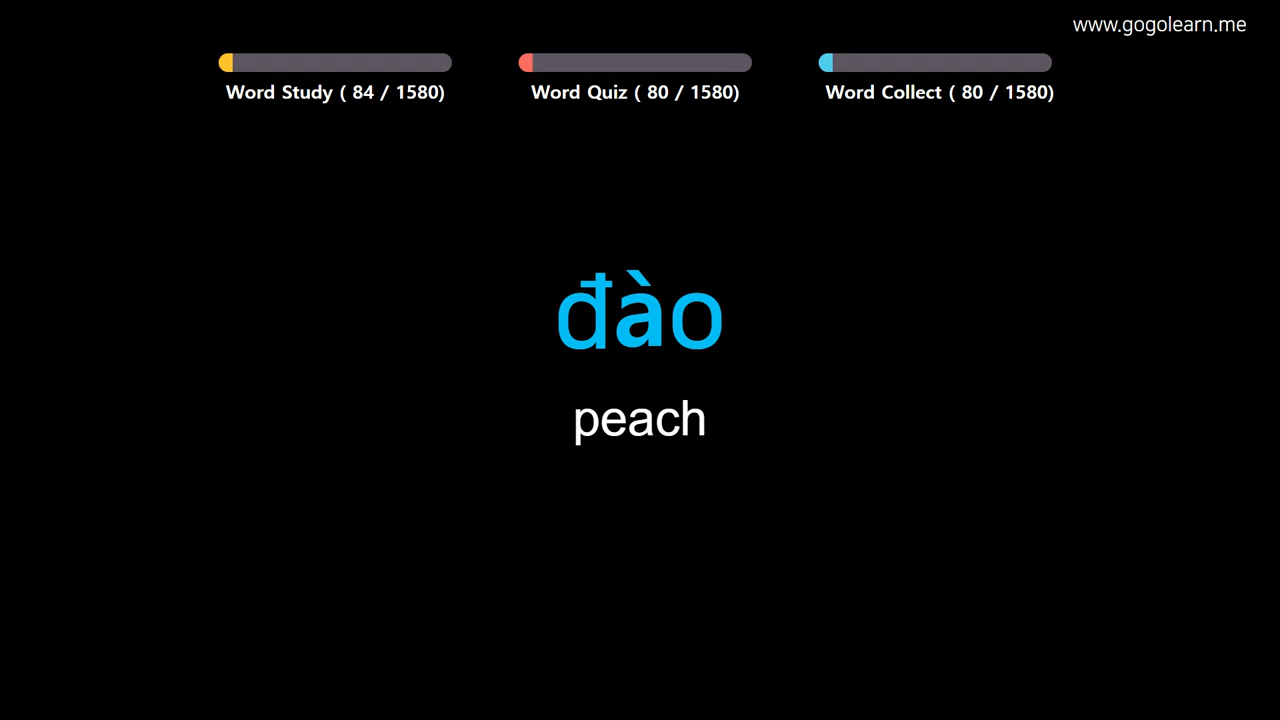 www.gogolearn.me
Word Study ( 84 / 1580)
Word Quiz ( 80 / 1580)
Word Collect ( 80 / 1580)
đào
peach